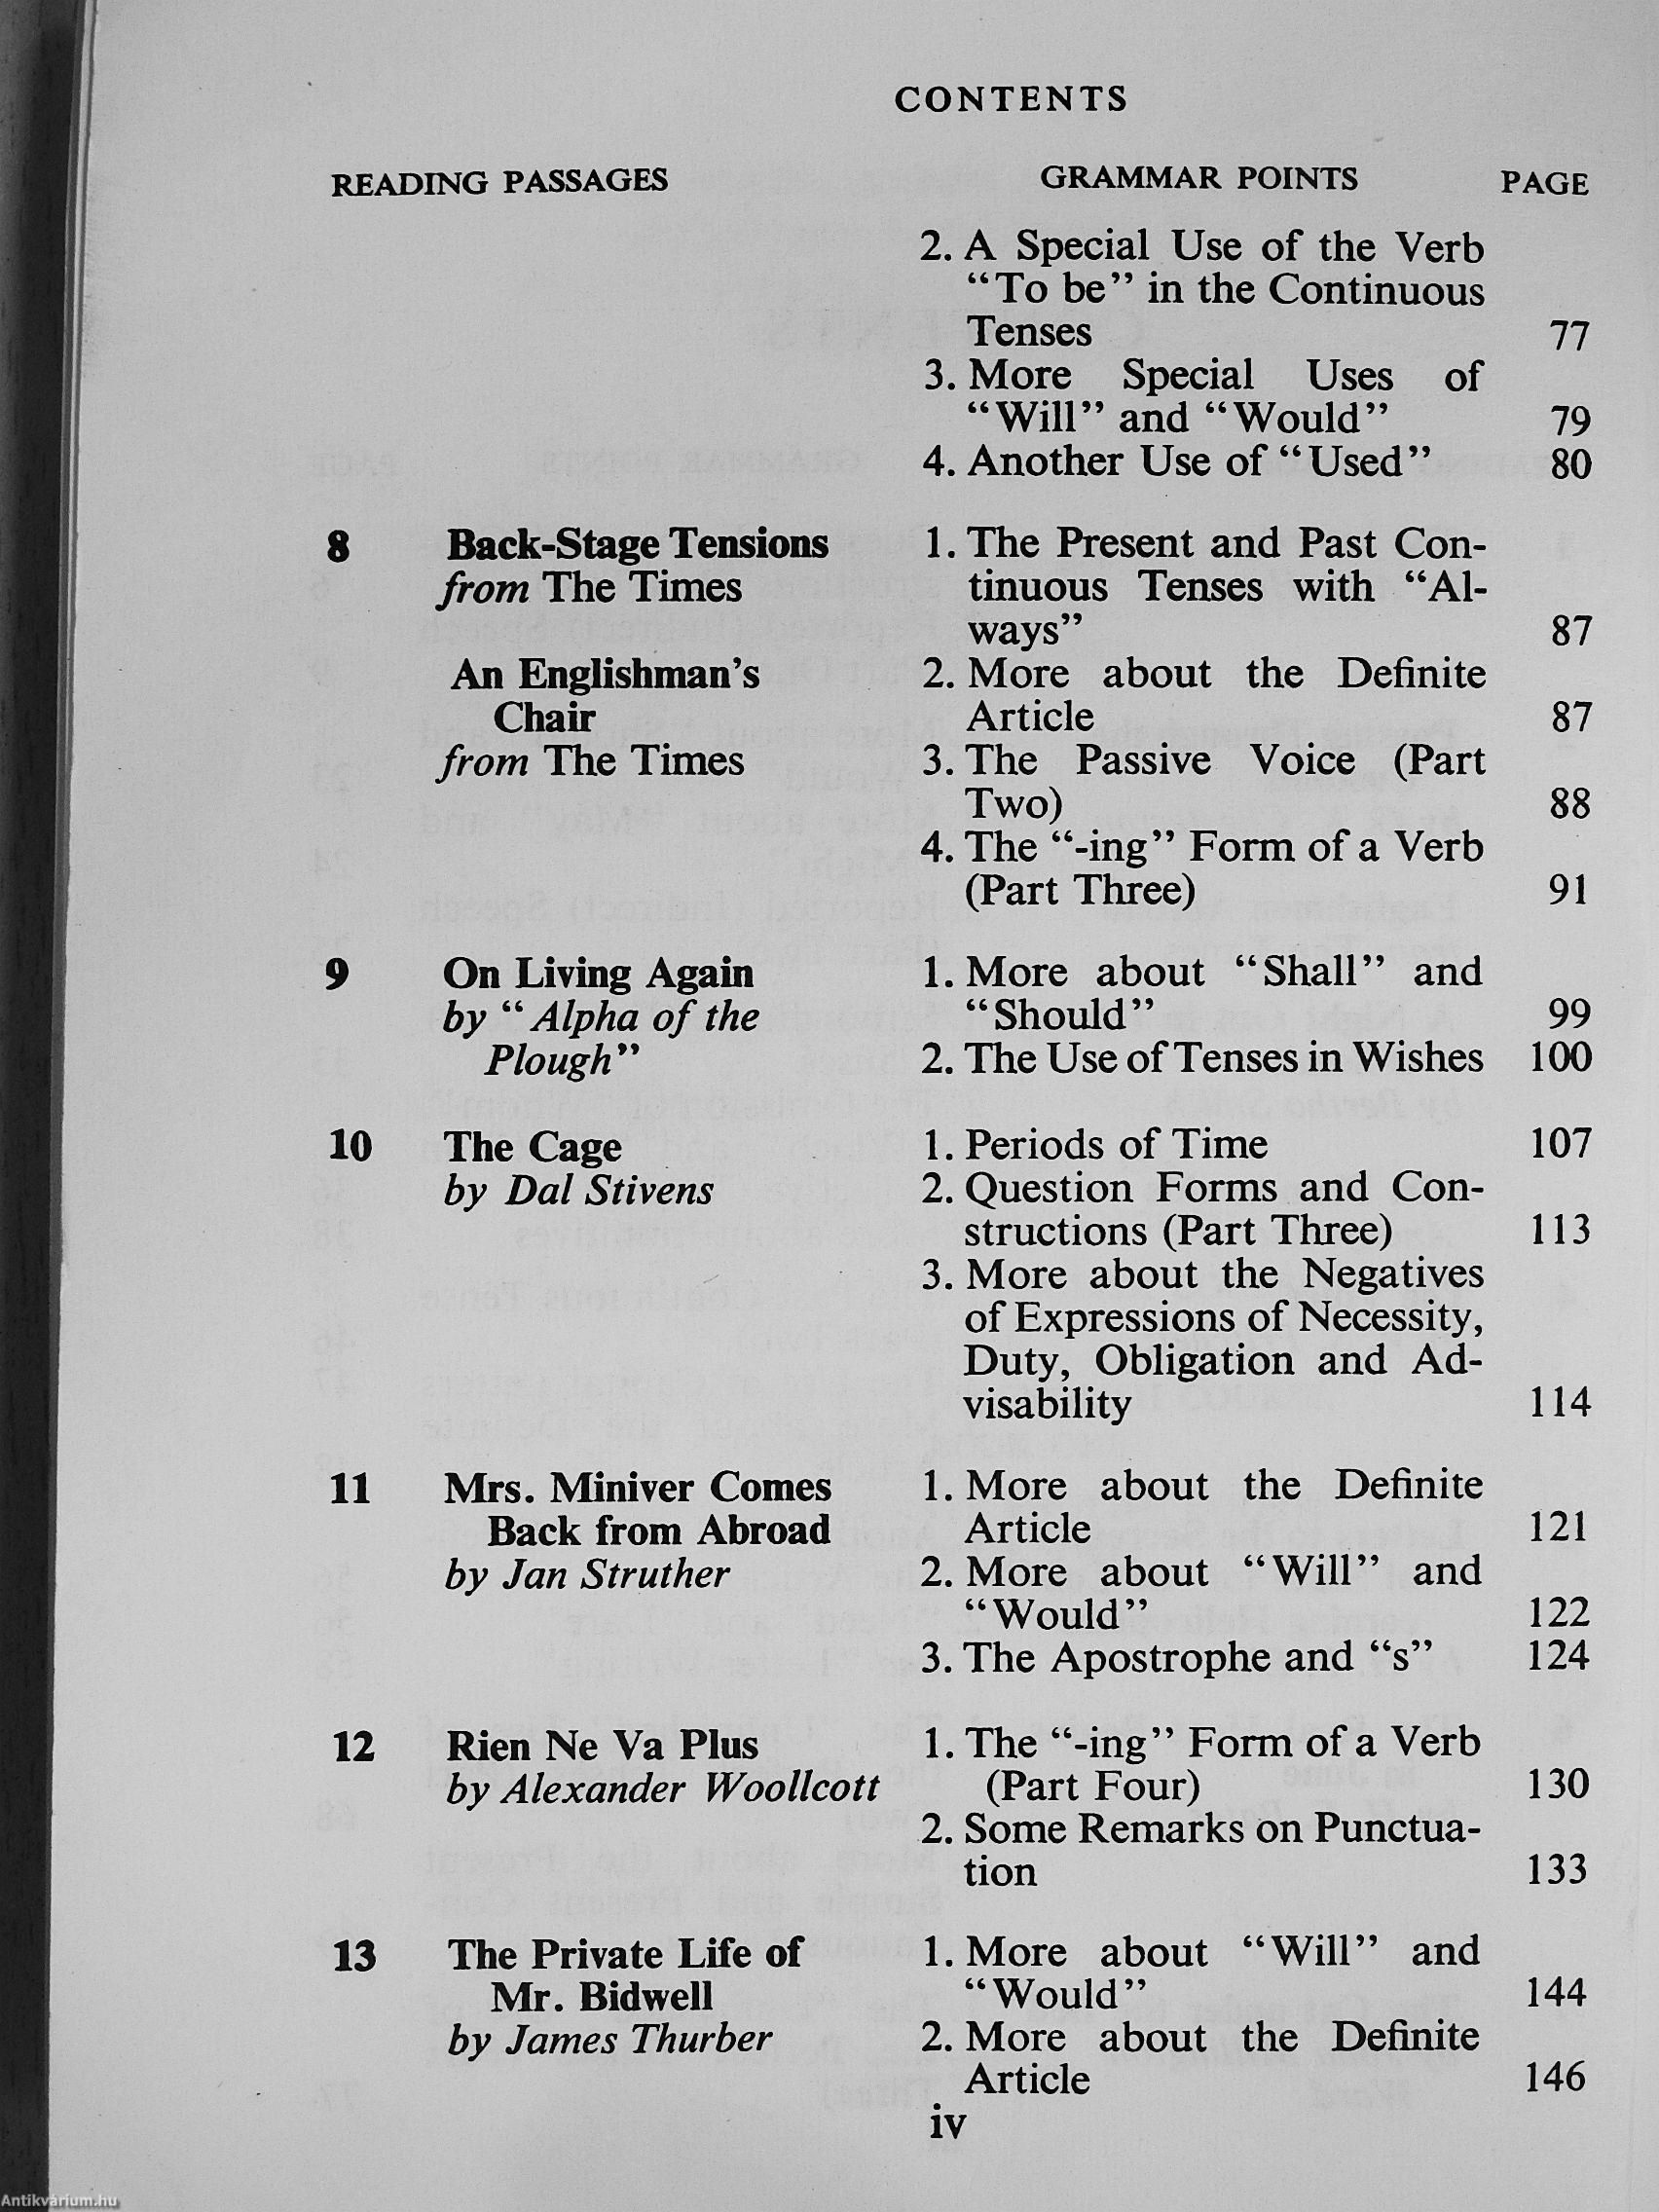 CONTENTS
READING PASSAGES GRAMMAR POINTS PAGE
2. A Special Use of the Verb
“To be” in the Continuous
Tenses 77
3. More Special Uses of
“Will” and “Would” 79
4. Another Use of “Used” 80
8 Back-Stage Tensions 1. The Present and Past Con-
from The Times tinuous Tenses with “Al-
ways” 87
An Englishman’s 2. More about the Definite
Chair Article 87
from The Times 3. The Passive Voice (Part
Two) 88
4. The “-ing” Form of a Verb
(Part Three) 91
9 On Living Again 1. More about “Shall” and
by “Alpha of the “Should” 99
Plough” 2. The Use of Tenses in Wishes 100
10 The Cage 1. Periods of Time 107
by Dal Stivens 2. Question Forms and Con-
structions (Part Three) 113
3. More about the Negatives
of Expressions of Necessity,
Duty, Obligation and Ad-
visability 114
11 Mrs. Miniver Comes 1. More about the Definite
Back from Abroad Article 121
by Jan Struther 2. More about “Will” and
“Would” 122
3. The Apostrophe and “s” 124
12 Rien Ne Va Plus 1. The “-ing” Form of a Verb
by Alexander Woollcott (Part Four) 130
2. Some Remarks on Punctua-
tion 133
13 The Private Life of 1. More about “Will” and
Mr. Bidwell “Would” 144
by James Thurber 2. More about the Definite
Article 146
iv
Antikvárium.hu